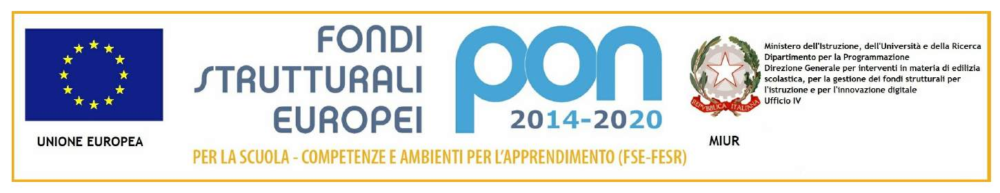 UNIONE EUROPEA
FONDI
STRUTTURALI
EUROPEI
pon
2014-2020
PER LA SCUOLA - COMPETENZE E AMBIENTI PER L'APPRENDIMENTO (FSE-FESR)
REPVBBLICA ITALIANA
MIUR
Ministero dell'Istruzione, dell'Università e della Ricerca
Dipartimento per la Programmazione
Direzione Generale per interventi in materia di edilizia
scolastica, per la gestione dei fondi strutturali per
l'istruzione e per l'innovazione digitale
Ufficio IV